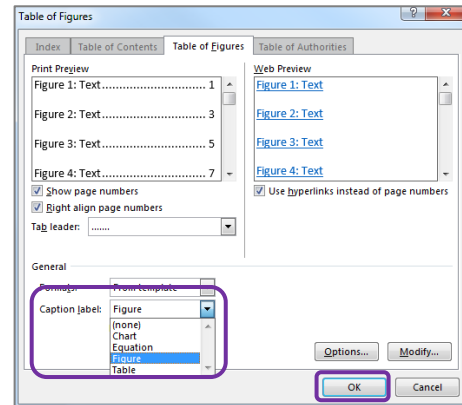 Table of Figures
Index Table of Contents Table of Figures Table of Authorities
Print Preview
Figure 1: Text.............................. 1
Figure 2: Text.............................. 3
Figure 3: Text.............................. 5
Figure 4: Text.............................. 7
Show page numbers
Right align page numbers
Tab leader: .......
Web Preview
Figure 1: Text
Figure 2: Text
Figure 3: Text
Figure 4: Text
Use hyperlinks instead of page numbers
General
Formats: From template
Caption label: Figure
(none)
Chart
Equation
Figure
Table
Options... Modify...
OK Cancel